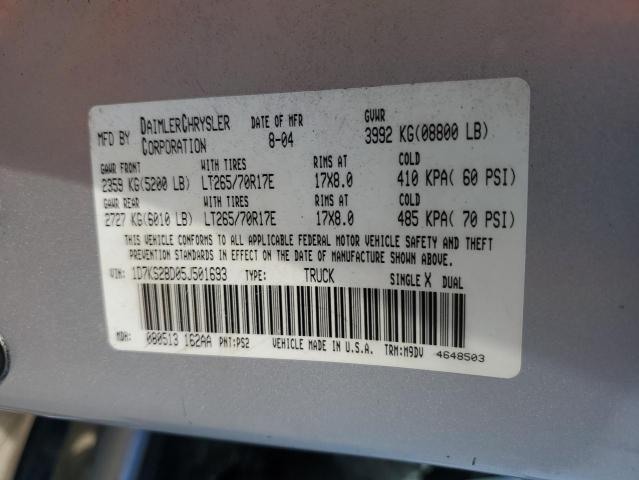 MFD BY DAIMLERCHRYSLER CORPORATION DATE OF MFR 8-04 GVWR 3992 KG(08800 LB)
GAWR FRONT WITH TIRES RIMS AT COLD
2359 KG(5200 LB) LT265/70R17E 17X8.0 410 KPA( 60 PSI)
GAWR REAR WITH TIRES RIMS AT COLD
2727 KG(6010 LB) LT265/70R17E 17X8.0 485 KPA( 70 PSI)
THIS VEHICLE CONFORMS TO ALL APPLICABLE FEDERAL MOTOR VEHICLE SAFETY AND THEFT
PREVENTION STANDARDS IN EFFECT ON THE DATE OF MANUFACTURE SHOWN ABOVE.
VIN: 1D7KS28D05J501693 TYPE: TRUCK SINGLE X DUAL
MDH: 080513 162AA PNT:PS2 VEHICLE MADE IN U.S.A. TRM:M9DV 4648503